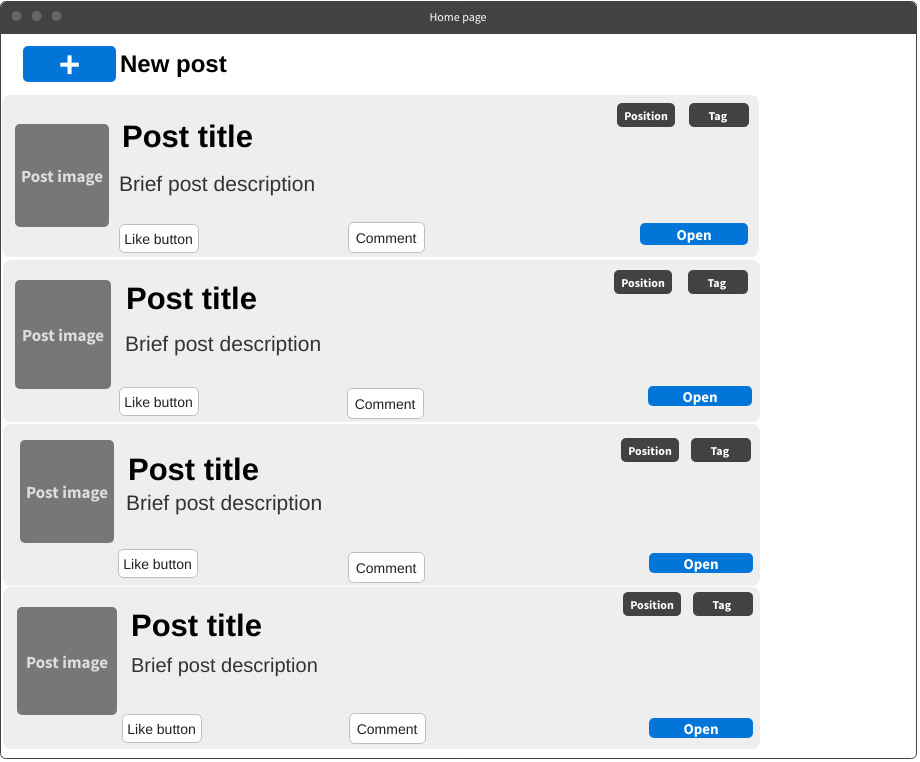 Home page
+ New post
Position Tag
Post title
Post image
Brief post description
Like button Comment Open
Position Tag
Post title
Post image
Brief post description
Like button Comment Open
Position Tag
Post title
Post image
Brief post description
Like button Comment Open
Position Tag
Post title
Post image
Brief post description
Like button Comment Open